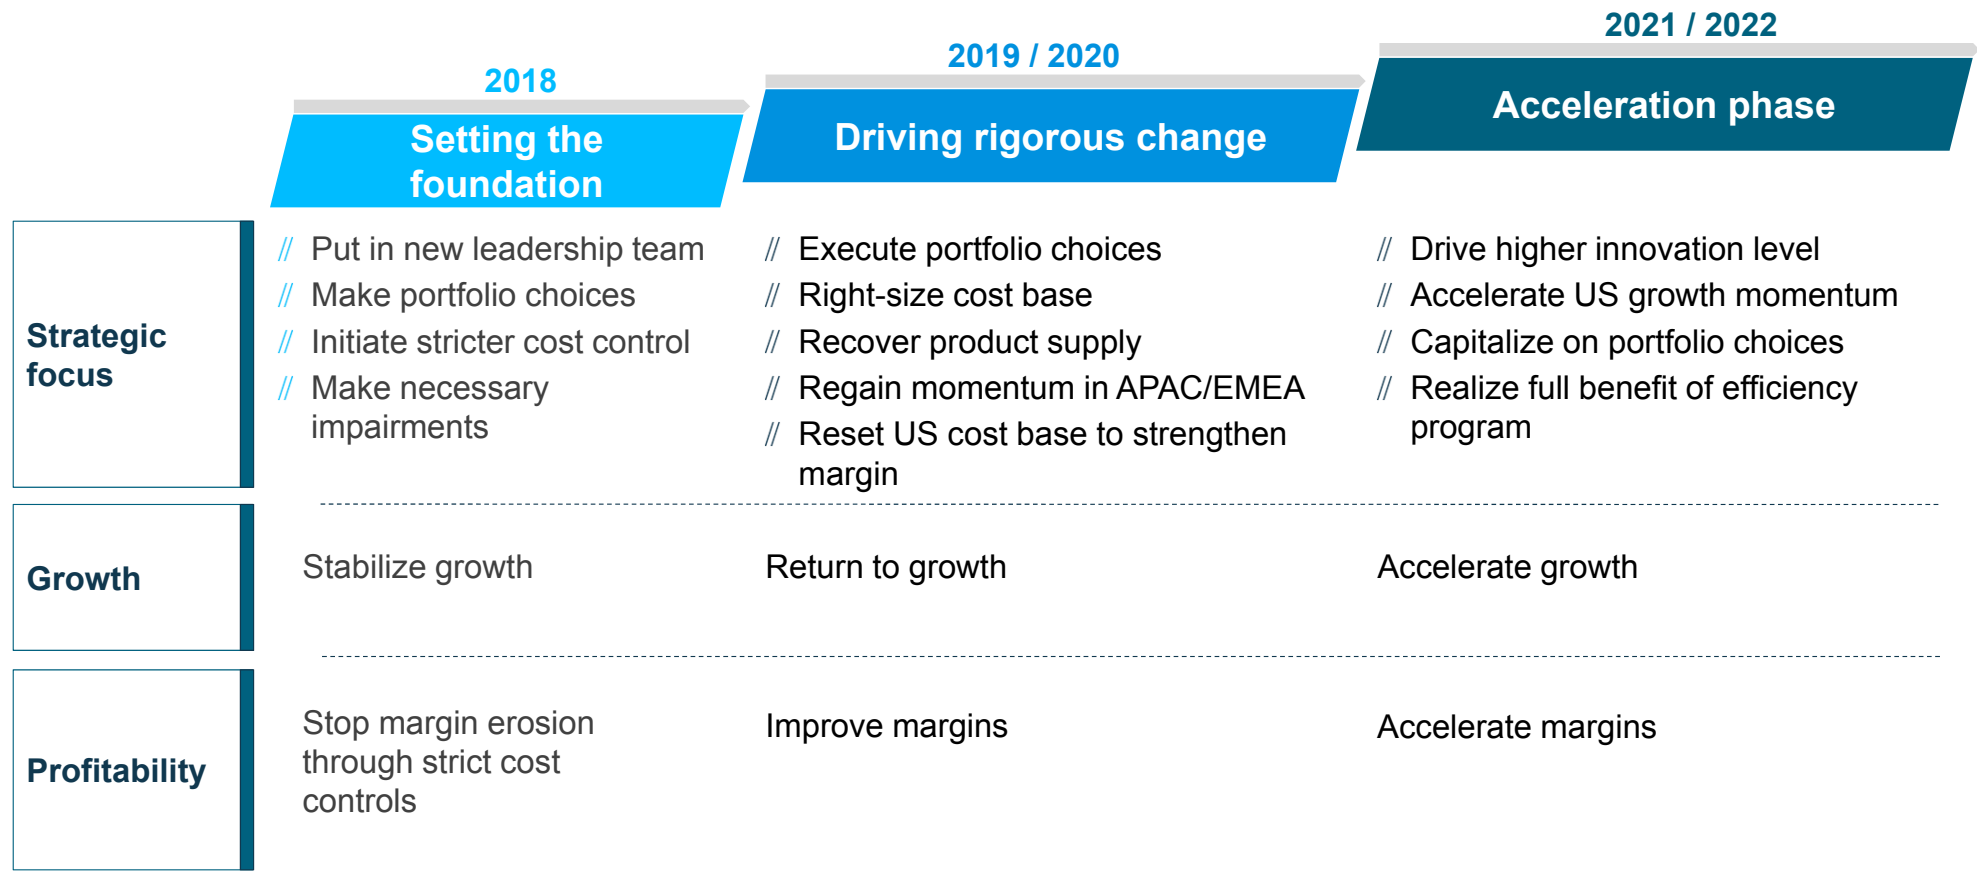 2018
2019 / 2020
2021 / 2022
Setting the
foundation
Driving rigorous change
Acceleration phase
Strategic
focus
// Put in new leadership team
// Make portfolio choices
// Initiate stricter cost control
// Make necessary
impairments
// Execute portfolio choices
// Right-size cost base
// Recover product supply
// Regain momentum in APAC/EMEA
// Reset US cost base to strengthen
margin
// Drive higher innovation level
// Accelerate US growth momentum
// Capitalize on portfolio choices
// Realize full benefit of efficiency
program
Growth
Stabilize growth
Return to growth
Accelerate growth
Profitability
Stop margin erosion
through strict cost
controls
Improve margins
Accelerate margins